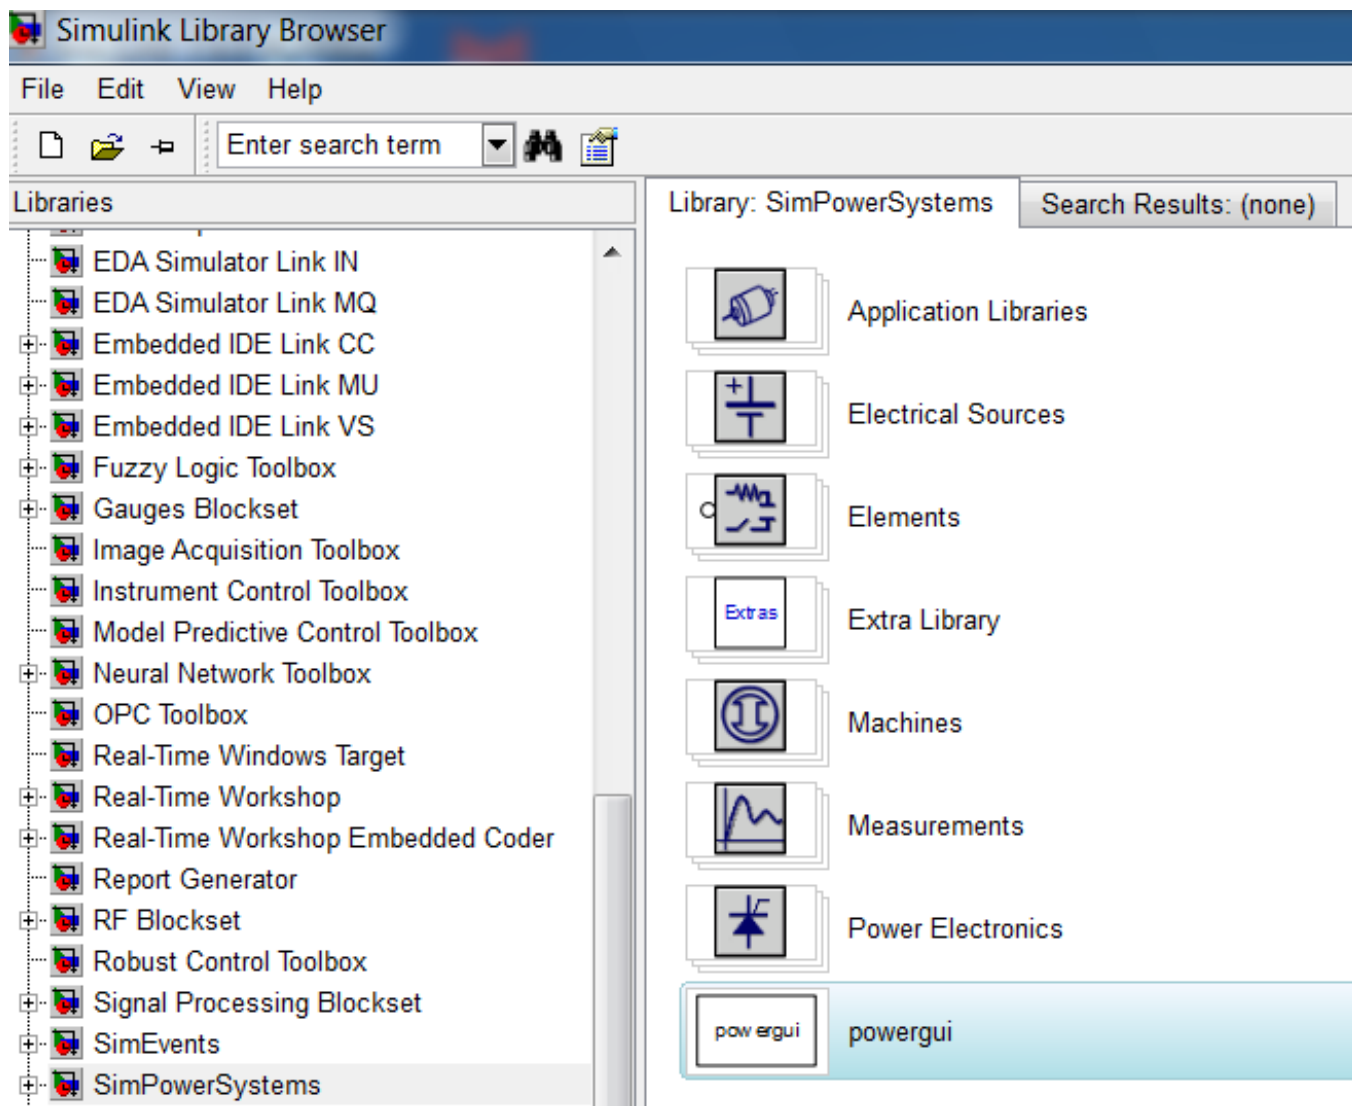 Simulink Library Browser
File Edit View Help
Enter search term
Libraries
EDA Simulator Link IN
EDA Simulator Link MQ
Embedded IDE Link CC
Embedded IDE Link MU
Embedded IDE Link VS
Fuzzy Logic Toolbox
Gauges Blockset
Image Acquisition Toolbox
Instrument Control Toolbox
Model Predictive Control Toolbox
Neural Network Toolbox
OPC Toolbox
Real-Time Windows Target
Real-Time Workshop
Real-Time Workshop Embedded Coder
Report Generator
RF Blockset
Robust Control Toolbox
Signal Processing Blockset
SimEvents
SimPowerSystems
Library: SimPowerSystems
Search Results: (none)
Application Libraries
Electrical Sources
Elements
Extras
Extra Library
Machines
Measurements
Power Electronics
powergui
powergui